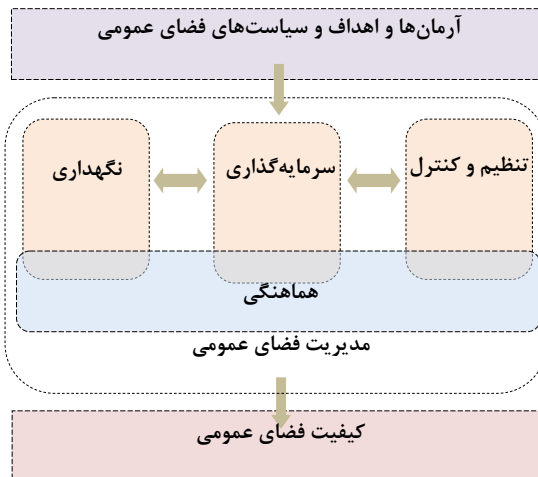 آرمان‌ها و اهداف و سیاست‌های فضای عمومی
تنظیم و کنترل
سرمایه‌گذاری
نگهداری
هماهنگی
مدیریت فضای عمومی
کیفیت فضای عمومی